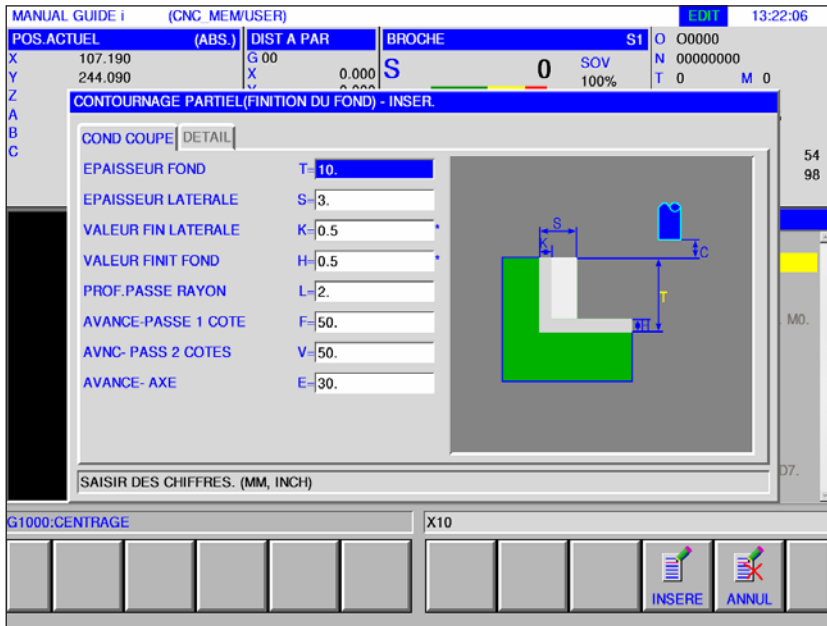 MANUAL GUIDE i (CNC_MEM/USER) EDIT 13:22:06
POS.ACTUEL (ABS.) DIST A PAR BROCHE S1 O O0000
X 107.190 G 00 S 0 SOV 100% N 00000000
Y 244.090 X 0.000 T 0 M 0
Z
A
B
C
54
98
CONTOURNAGE PARTIEL(FINITION DU FOND) - INSER.
COND COUPE DETAIL
EPAISSEUR FOND T=10.
EPAISSEUR LATERALE S=3.
VALEUR FIN LATERALE K=0.5 *
VALEUR FINIT FOND H=0.5 *
PROF.PASSE RAYON L=2.
AVANCE-PASSE 1 COTE F=50.
AVNC- PASS 2 COTES V=50.
AVANCE- AXE E=30.
S
K
C
T
H
M0.
D7.
SAISIR DES CHIFFRES. (MM, INCH)
G1000:CENTRAGE X10
INSERE ANNUL